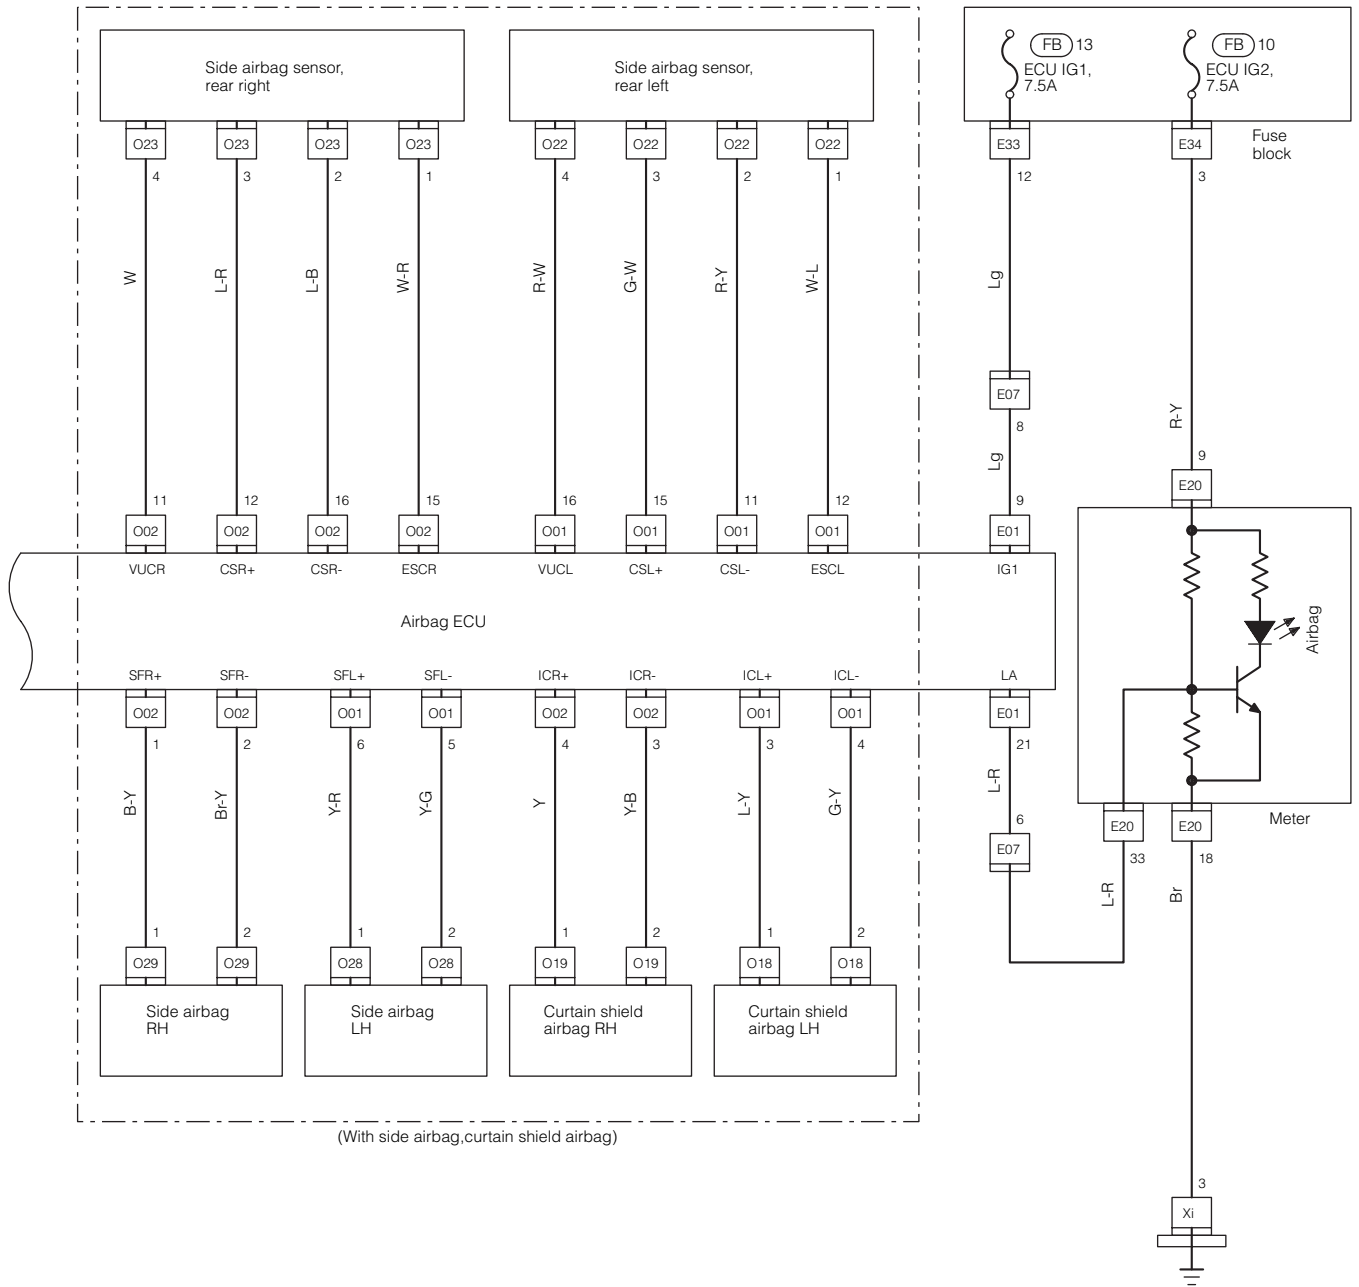 Side airbag sensor,
rear right
Side airbag sensor,
rear left
FB 13
ECU IG1,
7.5A
FB 10
ECU IG2,
7.5A
Fuse
block
O23 O23 O23 O23 O22 O22 O22 O22 E33 E34
4 3 2 1 4 3 2 1 12 3
W L-R L-B W-R R-W G-W R-Y W-L Lg
E07
8
R-Y
Lg
9
E20
11 12 16 15 16 15 11 12 9
O02 O02 O02 O02 O01 O01 O01 O01 E01
VUCR CSR+ CSR- ESCR VUCL CSL+ CSL- ESCL IG1
Airbag ECU
Airbag
SFR+ SFR- SFL+ SFL- ICR+ ICR- ICL+ ICL- LA
O02 O02 O01 O01 O02 O02 O01 O01 E01
1 2 6 5 4 3 3 4 21
B-Y Br-Y Y-R Y-G Y Y-B L-Y G-Y L-R
Meter
6
E07
E20 E20
33 18
L-R Br
1 2 1 2 1 2 1 2
O29 O29 O28 O28 O19 O19 O18 O18
Side airbag
RH
Side airbag
LH
Curtain shield
airbag RH
Curtain shield
airbag LH
(With side airbag,curtain shield airbag)
3
Xi